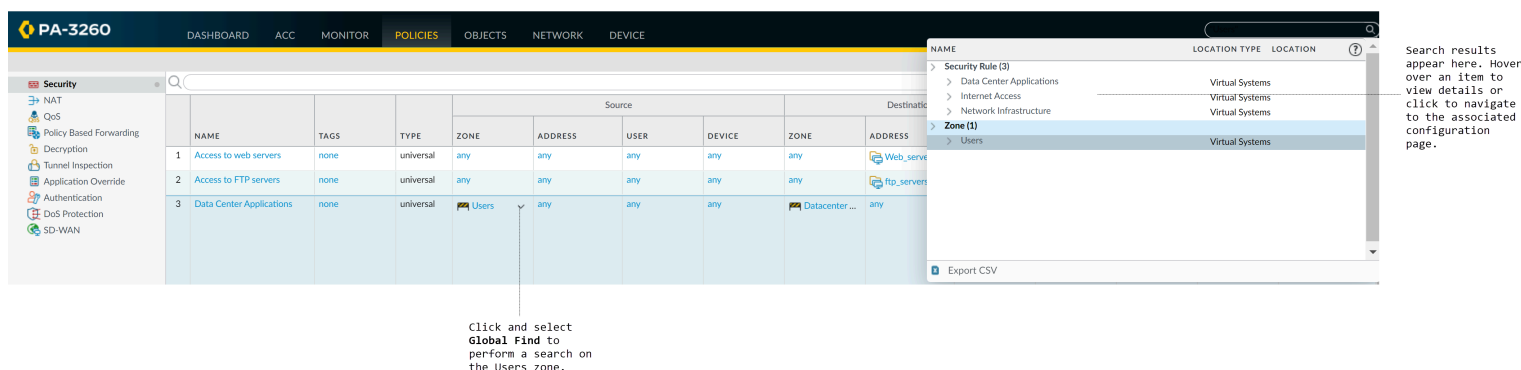 PA-3260
DASHBOARD ACC MONITOR POLICIES OBJECTS NETWORK DEVICE
NAME LOCATION TYPE LOCATION
Security Rule (3)
Data Center Applications Virtual Systems
Internet Access Virtual Systems
Network Infrastructure Virtual Systems
Zone (1)
Users Virtual Systems
Export CSV
Search results
appear here. Hover
over an item to
view details or
click to navigate
to the associated
configuration
page.
Security
NAT
QoS
Policy Based Forwarding
Decryption
Tunnel Inspection
Application Override
Authentication
DoS Protection
SD-WAN
Source Destinatio
NAME TAGS TYPE ZONE ADDRESS USER DEVICE ZONE ADDRESS
1 Access to web servers none universal any any any any any Web_serve
2 Access to FTP servers none universal any any any any any ftp_servers
3 Data Center Applications none universal Users any any any Datacenter ... any
Click and select
Global Find to
perform a search on
the Users zone.